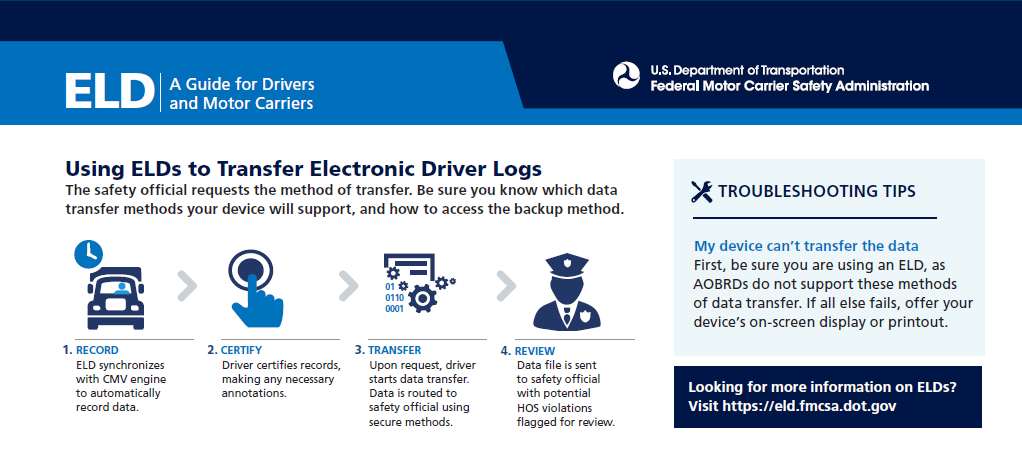 ELD
A Guide for Drivers
and Motor Carriers
U.S. Department of Transportation
Federal Motor Carrier Safety Administration
Using ELDs to Transfer Electronic Driver Logs
The safety official requests the method of transfer. Be sure you know which data
transfer methods your device will support, and how to access the backup method.
01
0110
0001
1. RECORD
ELD synchronizes
with CMV engine
to automatically
record data.
2. CERTIFY
Driver certifies records,
making any necessary
annotations.
3. TRANSFER
Upon request, driver
starts data transfer.
Data is routed to
safety official using
secure methods.
4. REVIEW
Data file is sent
to safety official
with potential
HOS violations
flagged for review.
TROUBLESHOOTING TIPS
My device can’t transfer the data
First, be sure you are using an ELD, as
AOBRDs do not support these methods
of data transfer. If all else fails, offer your
device’s on-screen display or printout.
Looking for more information on ELDs?
Visit https://eld.fmcsa.dot.gov